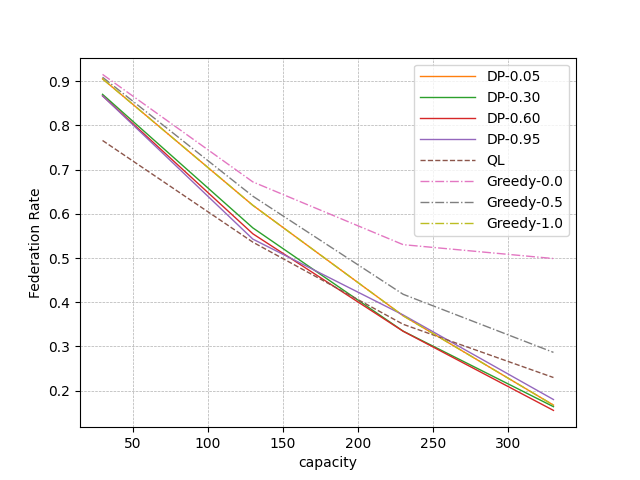 0.9
0.8
0.7
0.6
0.5
0.4
0.3
0.2
Federation Rate
50
100
150
200
250
300
capacity
DP-0.05
DP-0.30
DP-0.60
DP-0.95
QL
Greedy-0.0
Greedy-0.5
Greedy-1.0